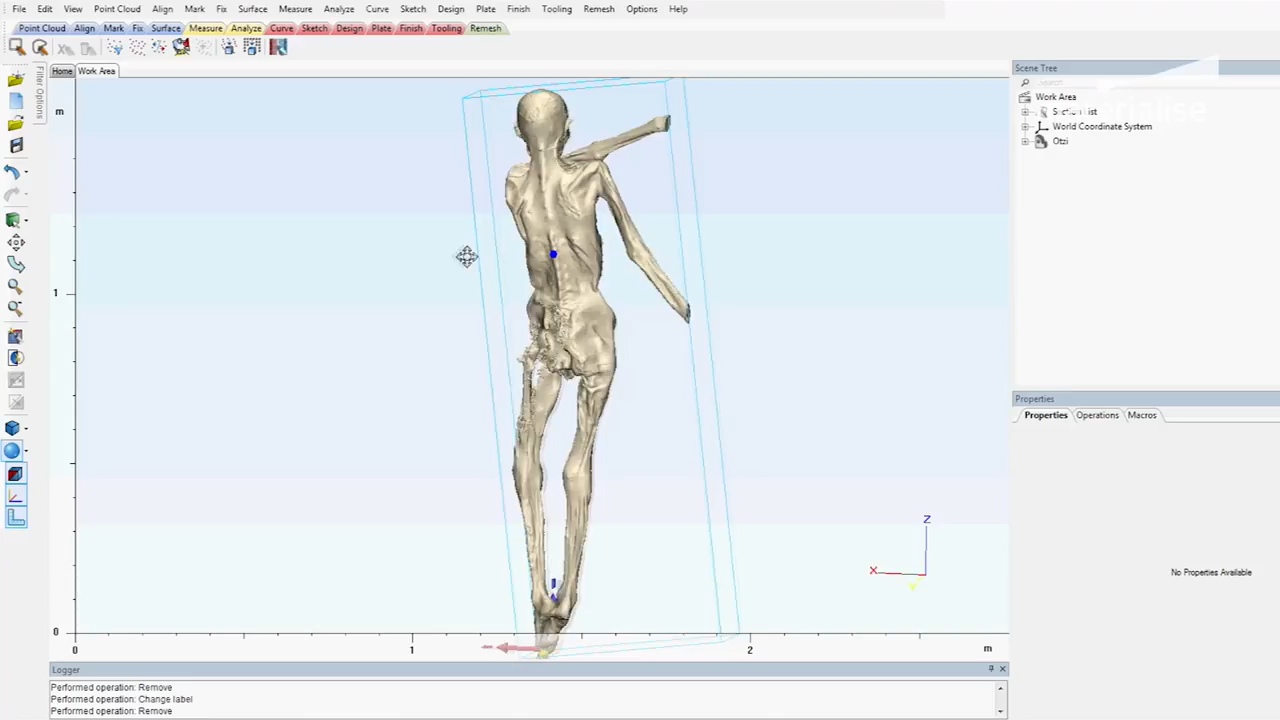 File Edit View Point Cloud Align Mark Fix Surface Measure Analyze Curve Sketch Design Plate Finish Tooling Remesh Options Help
Point Cloud Align Mark Fix Surface Measure Analyze Curve Sketch Design Plate Finish Tooling Remesh
Filter Options
Home Work Area
m
1
0
0 1 2 m
Z
X
Scene Tree
Work Area
World Coordinate System
Otzi
Properties
Properties Operations Macros
No Properties Available
Logger
Performed operation: Remove
Performed operation: Change label
Performed operation: Remove